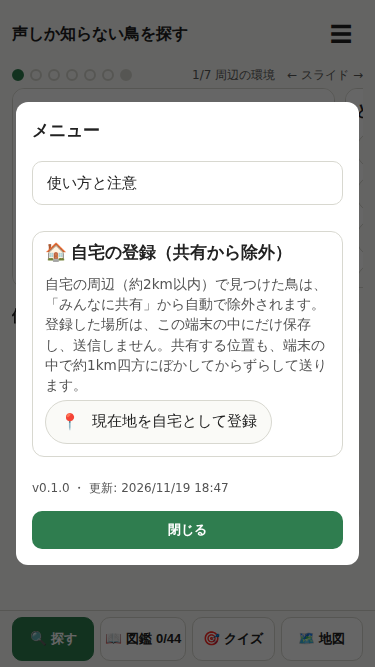 声しか知らない鳥を探す
1/7 周辺の環境 ← スライド →
メニュー
使い方と注意
🏠 自宅の登録（共有から除外）
自宅の周辺（約2km以内）で見つけた鳥は、
「みんなに共有」から自動で除外されます。
登録した場所は、この端末の中にだけ保存
し、送信しません。共有する位置も、端末の
中で約1km四方にぼかしてからずらして送り
ます。
📍 現在地を自宅として登録
v0.1.0 ・ 更新: 2026/11/19 18:47
閉じる
🔍 探す
📖 図鑑 0/44
🎯 クイズ
🗺️ 地図